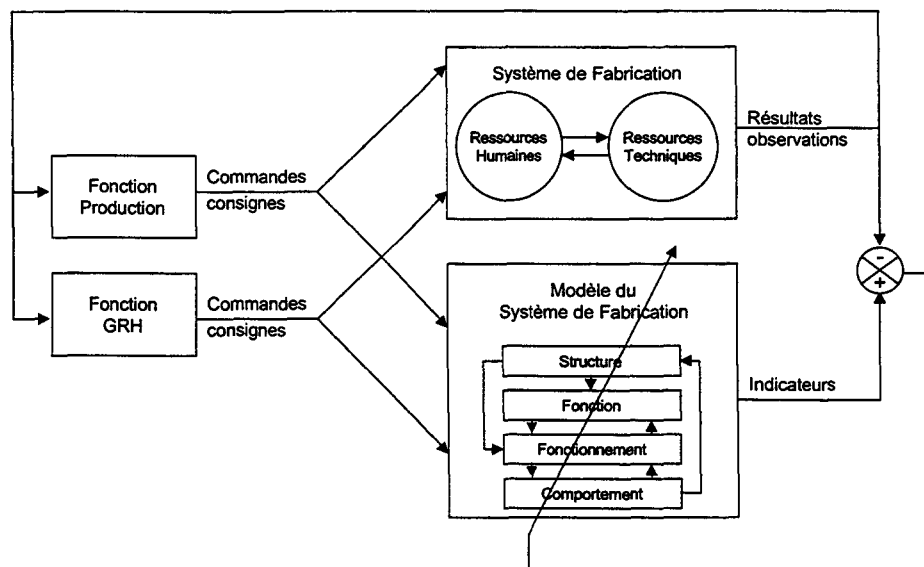 Système de Fabrication
Ressources
Humaines
Ressources
Techniques
Résultats
observations
Fonction
Production
Commandes
consignes
Fonction
GRH
Commandes
consignes
-
+
Modèle du
Système de Fabrication
Structure
Fonction
Fonctionnement
Comportement
Indicateurs